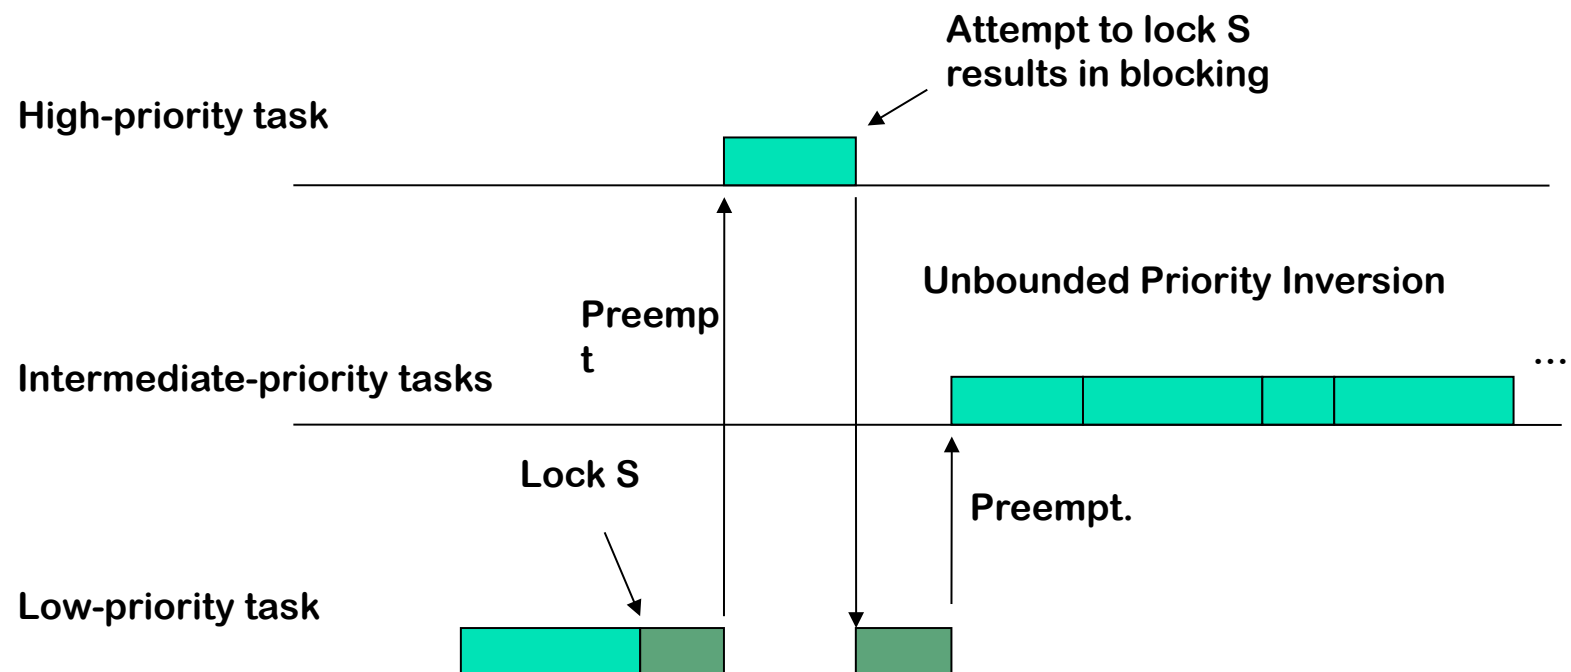 Attempt to lock S
results in blocking
High-priority task
Unbounded Priority Inversion
Preemp
t
...
Intermediate-priority tasks
Lock S
Preempt.
Low-priority task